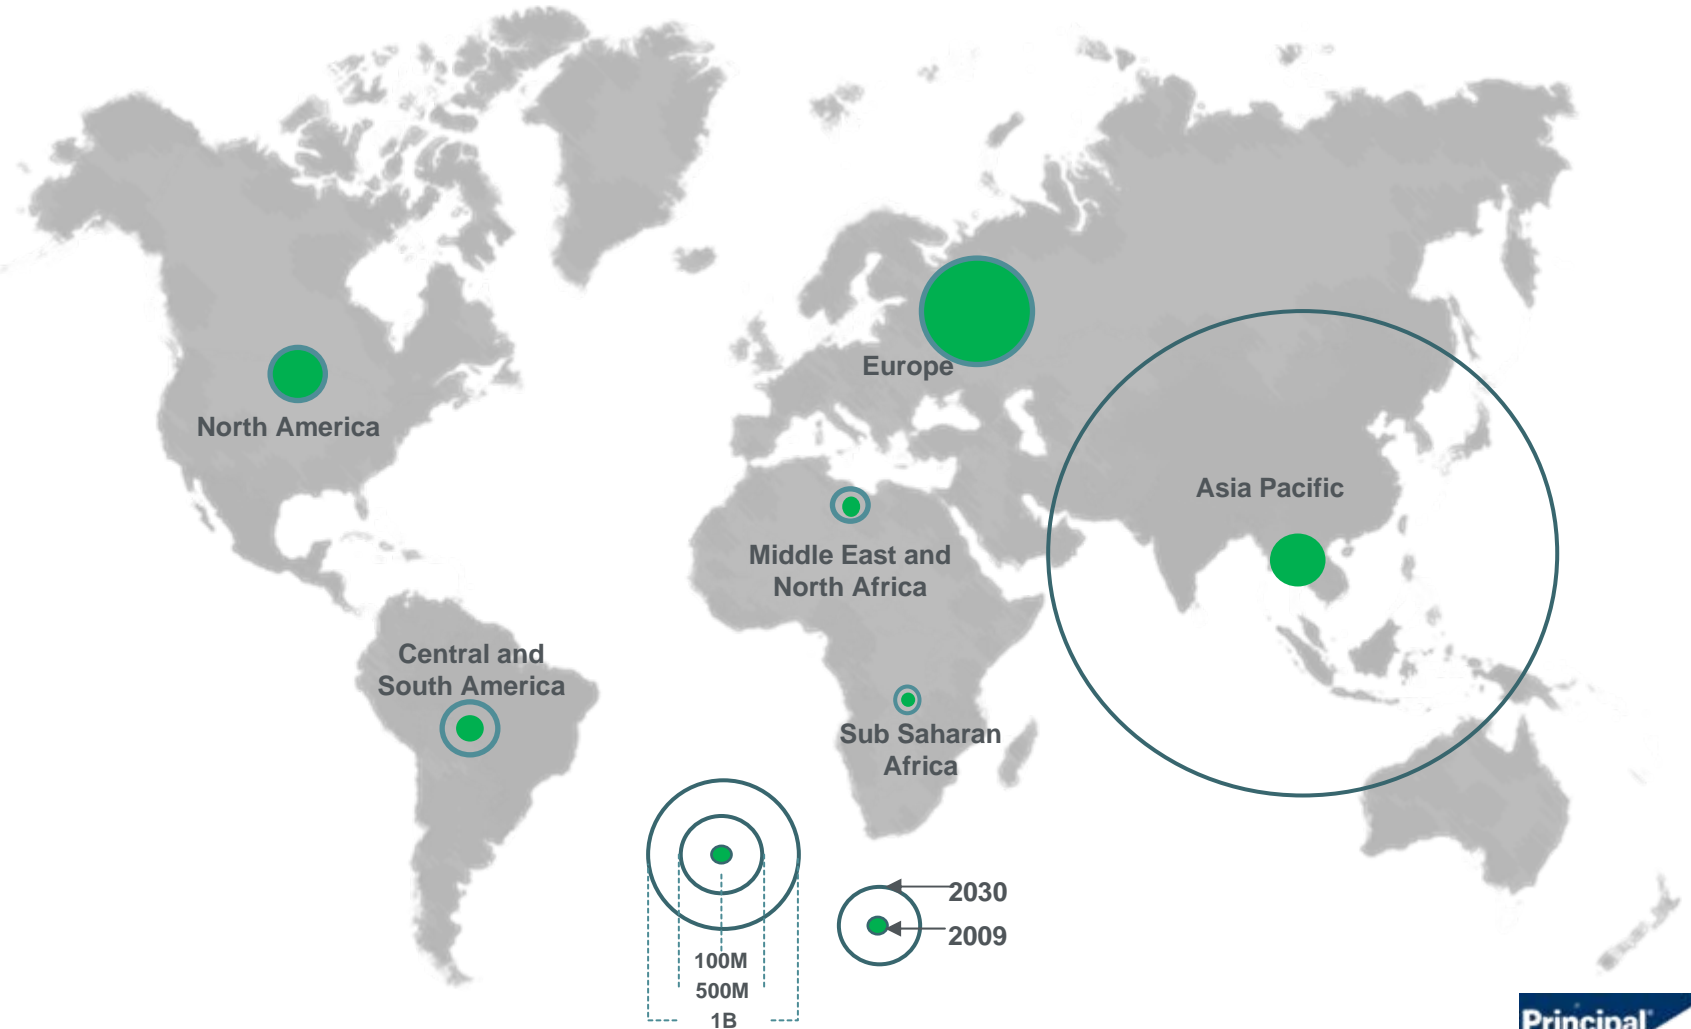 Europe
North America
Asia Pacific
Middle East and
North Africa
Central and
South America
Sub Saharan
Africa
2030
2009
100M
500M
1B
Principal